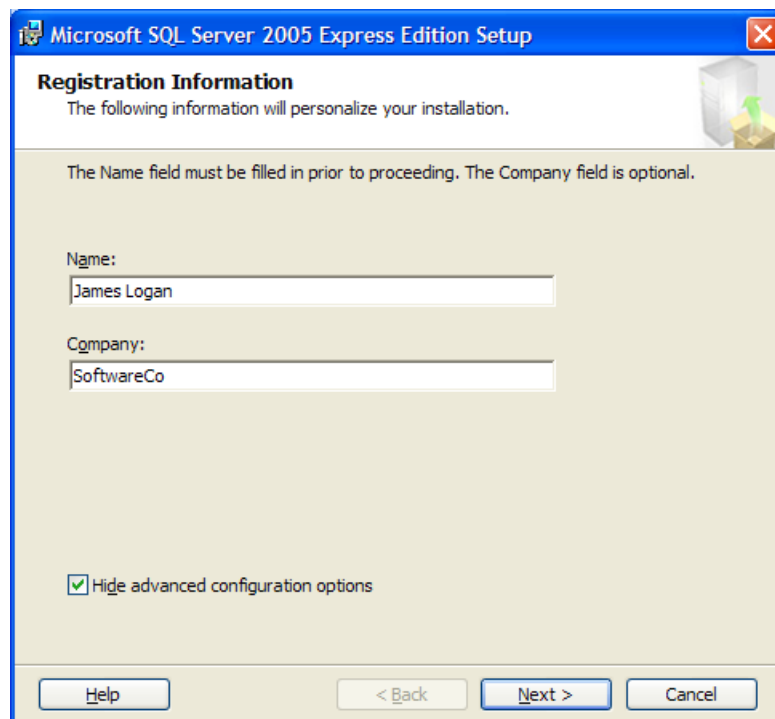 Microsoft SQL Server 2005 Express Edition Setup
Registration Information
The following information will personalize your installation.
The Name field must be filled in prior to proceeding. The Company field is optional.
Name:
James Logan
Company:
SoftwareCo
Hide advanced configuration options
Help
< Back
Next >
Cancel